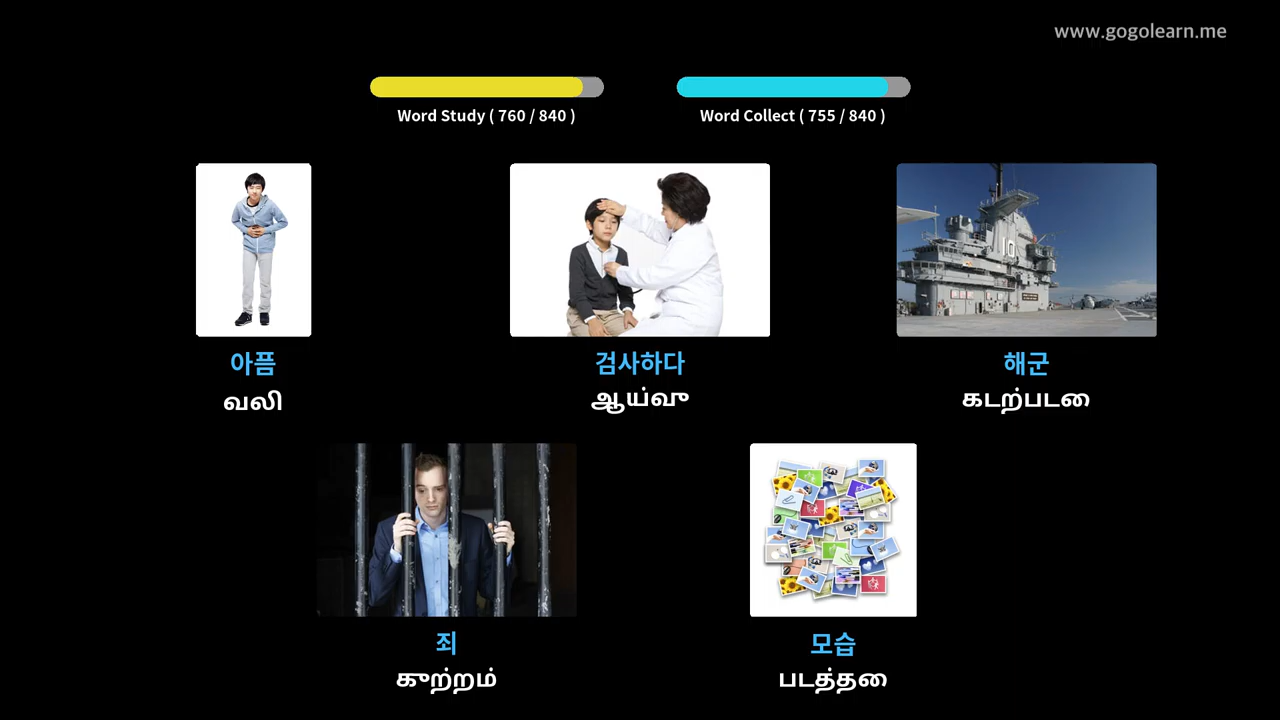 www.gogolearn.me
Word Study ( 760 / 840 )
Word Collect ( 755 / 840 )
10
아픔
வலி
검사하다
ஆய்வு
해군
கடற்படை
죄
குற்றம்
모습
படத்தை